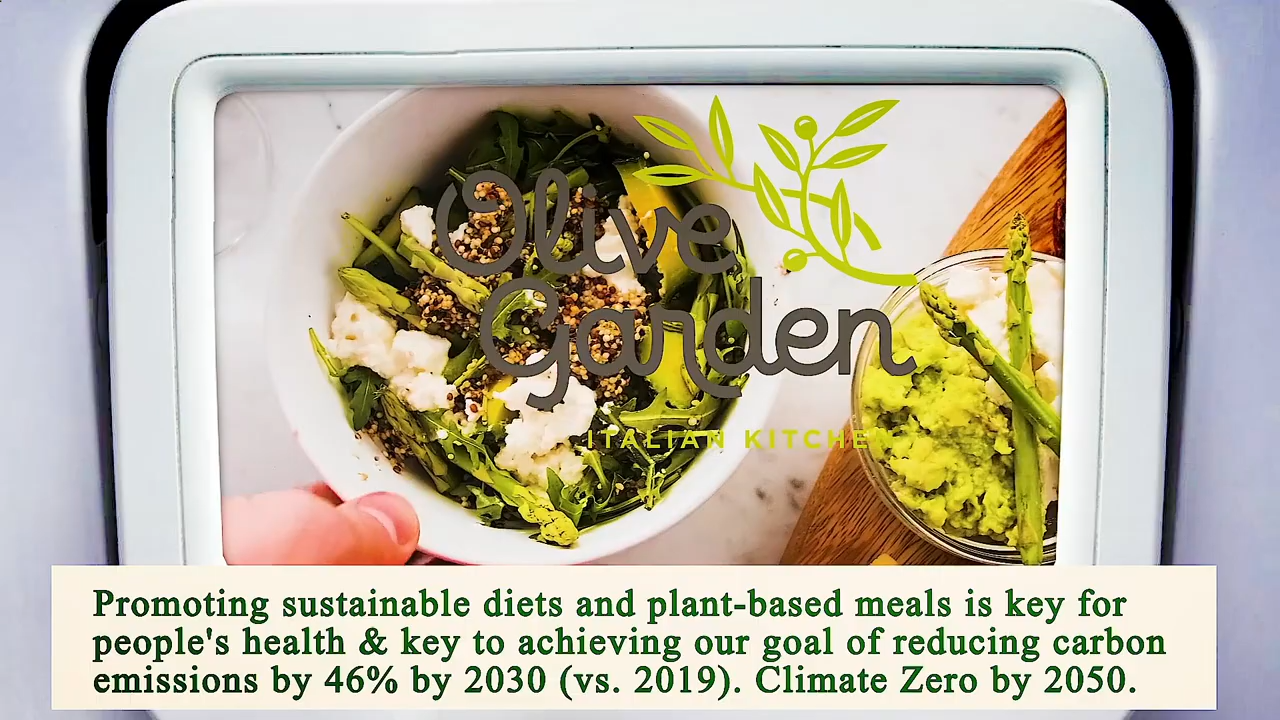 Olive
Garden
ITALIAN KITCHEN
Promoting sustainable diets and plant-based meals is key for
people's health & key to achieving our goal of reducing carbon
emissions by 46% by 2030 (vs. 2019). Climate Zero by 2050.